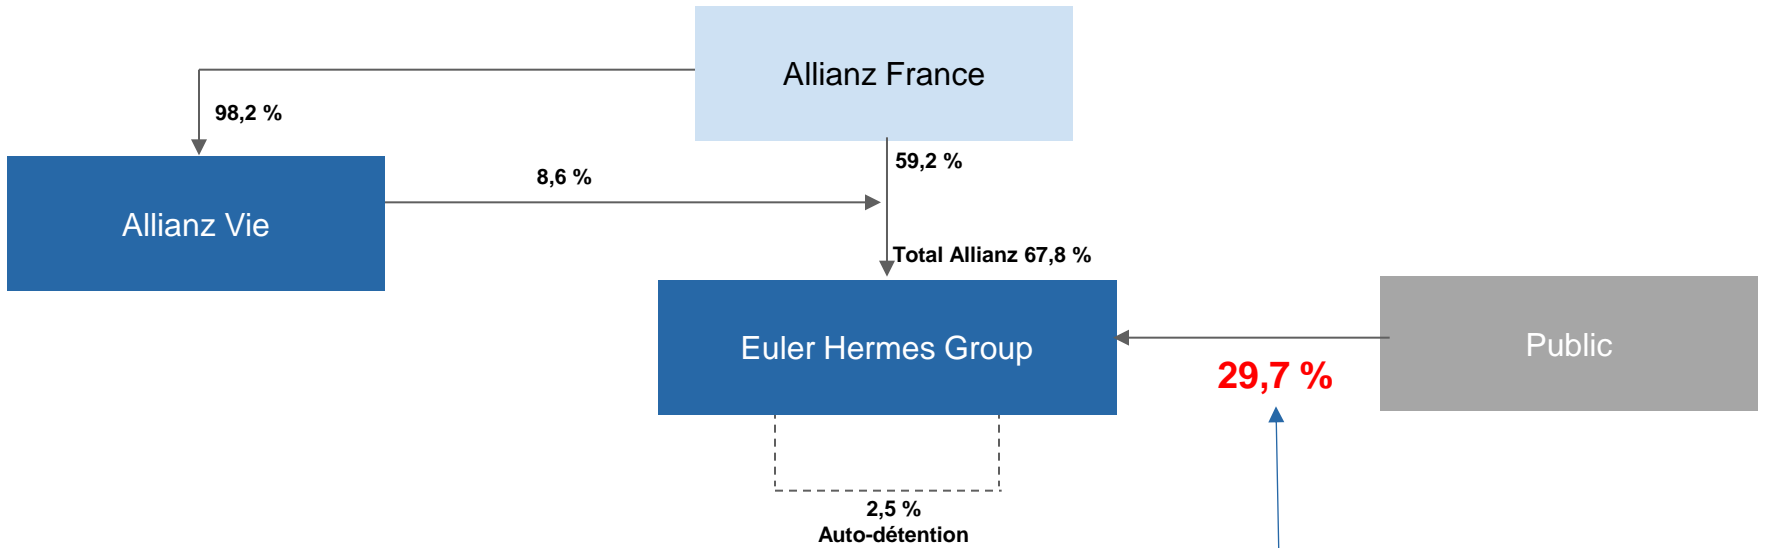 Allianz France
98,2 %
59,2 %
8,6 %
Allianz Vie
Total Allianz 67,8 %
Euler Hermes Group
Public
29,7 %
2,5 %
Auto-détention